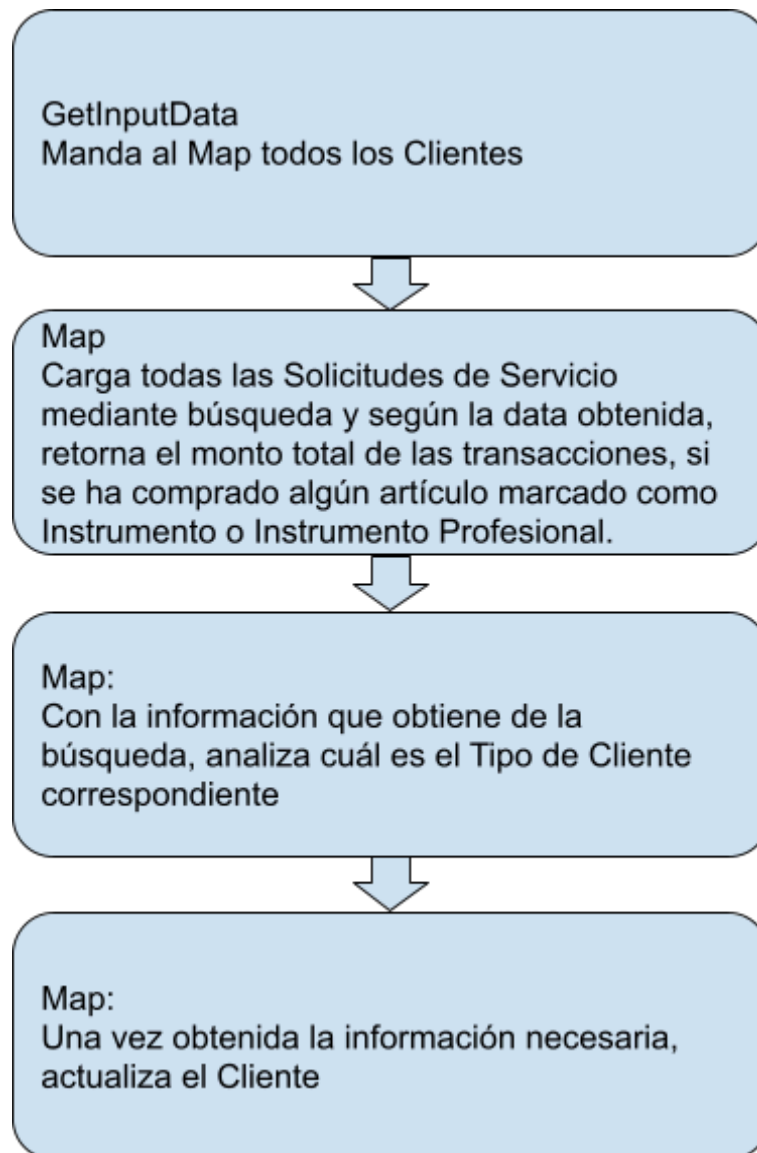 GetInputData
Manda al Map todos los Clientes
Map
Carga todas las Solicitudes de Servicio
mediante búsqueda y según la data obtenida,
retorna el monto total de las transacciones, si
se ha comprado algún artículo marcado como
Instrumento o Instrumento Profesional.
Map:
Con la información que obtiene de la
búsqueda, analiza cuál es el Tipo de Cliente
correspondiente
Map:
Una vez obtenida la información necesaria,
actualiza el Cliente